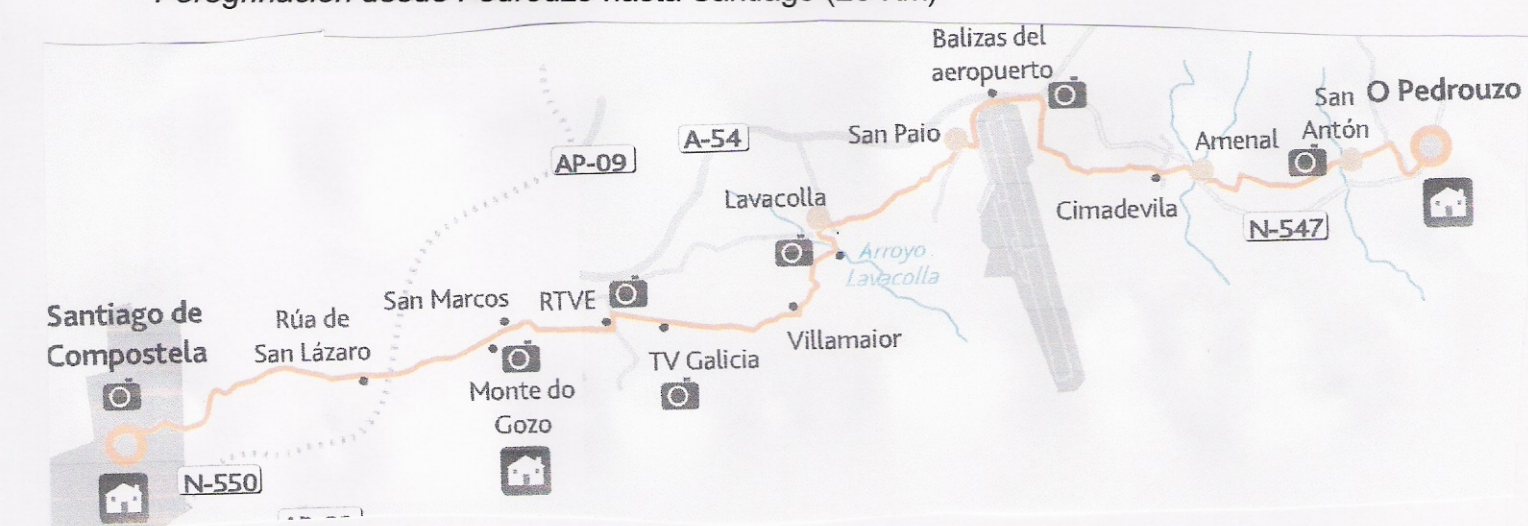 Balizas del
aeropuerto
San
Antón
O Pedrouzo
A-54
San Paio
Amenal
AP-09
Lavacolla
Cimadevila
N-547
Arroyo
Lavacolla
Santiago de
Compostela
Rúa de
San Lázaro
San Marcos
RTVE
Villamaior
TV Galicia
Monte do
Gozo
N-550